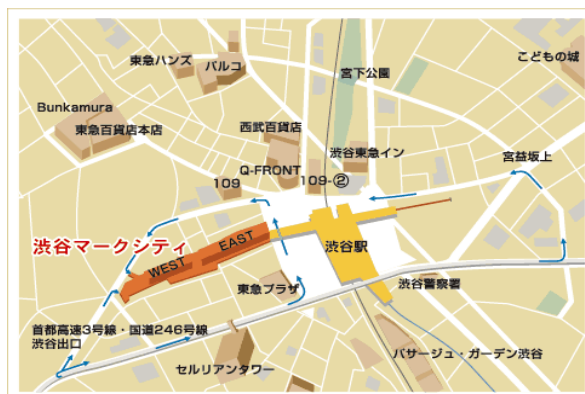 東急ハンズ
パルコ
宮下公園
こどもの城
Bunkamura
東急百貨店本店
西武百貨店
Q-FRONT
渋谷東急イン
宮益坂上
109
109-②
渋谷マークシティ
WEST
EAST
渋谷駅
東急プラザ
渋谷警察署
首都高速3号線・国道246号線
渋谷出口
セルリアンタワー
パサージュ・ガーデン渋谷